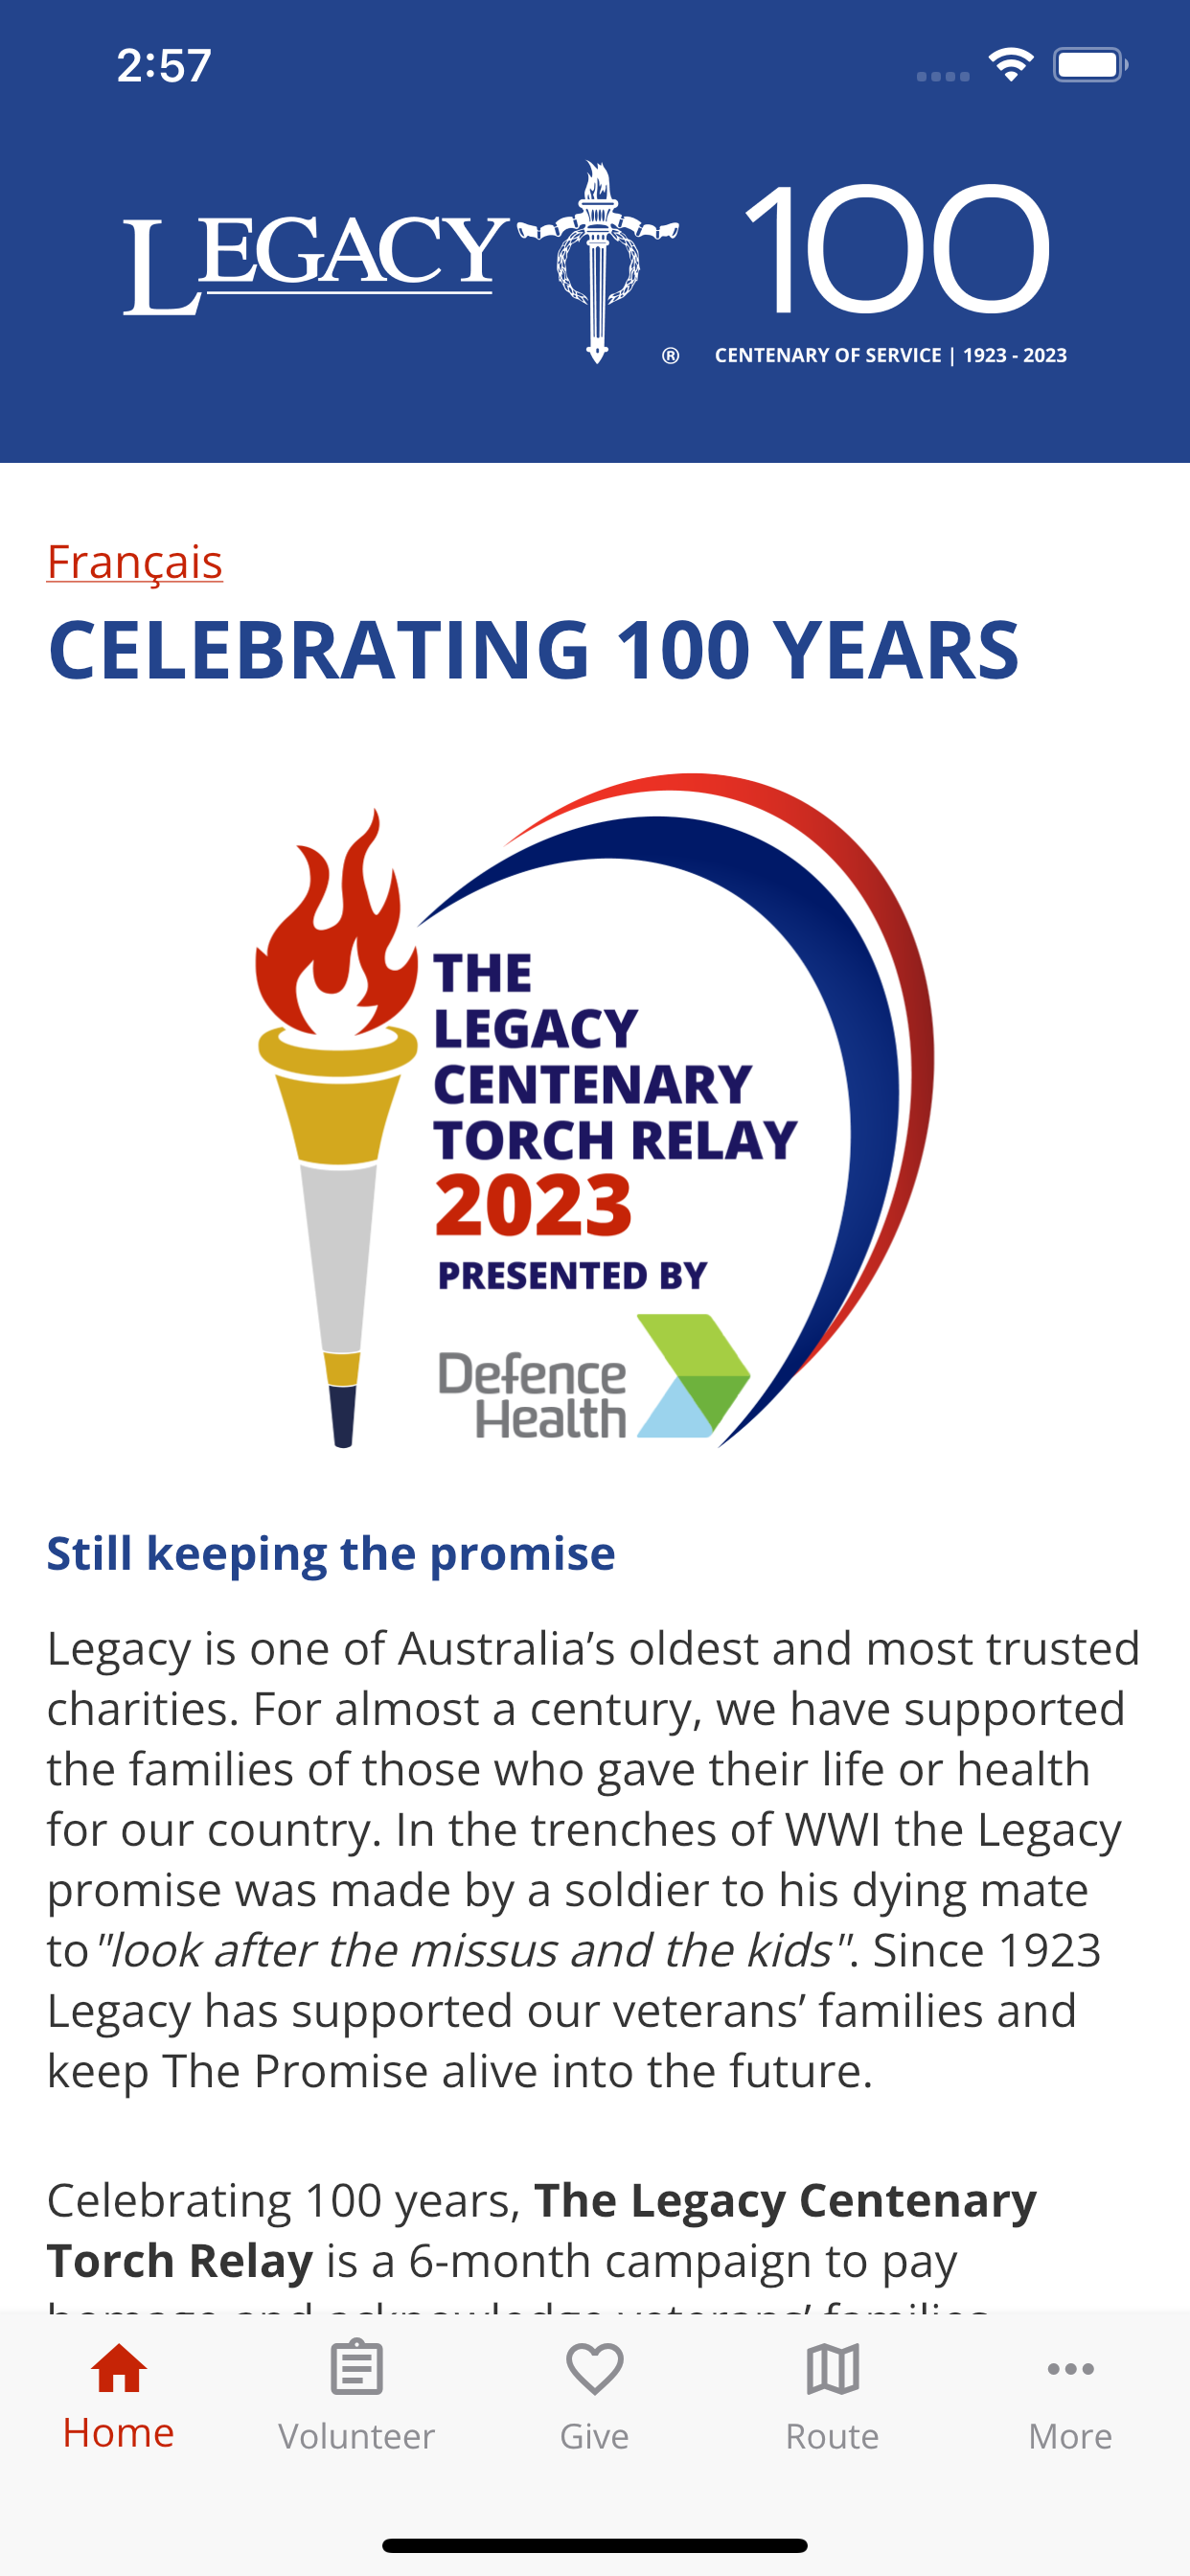 2:57
LEGACY
100
®
CENTENARY OF SERVICE | 1923 - 2023
Français
CELEBRATING 100 YEARS
THE
LEGACY
CENTENARY
TORCH RELAY
2023
PRESENTED BY
Defence
Health
Still keeping the promise
Legacy is one of Australia’s oldest and most trusted
charities. For almost a century, we have supported
the families of those who gave their life or health
for our country. In the trenches of WWI the Legacy
promise was made by a soldier to his dying mate
to "look after the missus and the kids". Since 1923
Legacy has supported our veterans’ families and
keep The Promise alive into the future.
Celebrating 100 years, The Legacy Centenary
Torch Relay is a 6-month campaign to pay
homage and acknowledge veterans’ families
Home
Volunteer
Give
Route
More